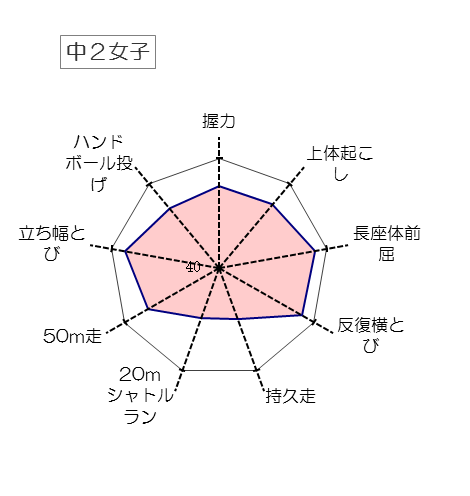 中２女子
握力
上体起こ
し
長座体前
屈
反復横と
び
持久走
20m
シャトル
ラン
50m走
立ち幅と
び
ハンド
ボール投
げ
40